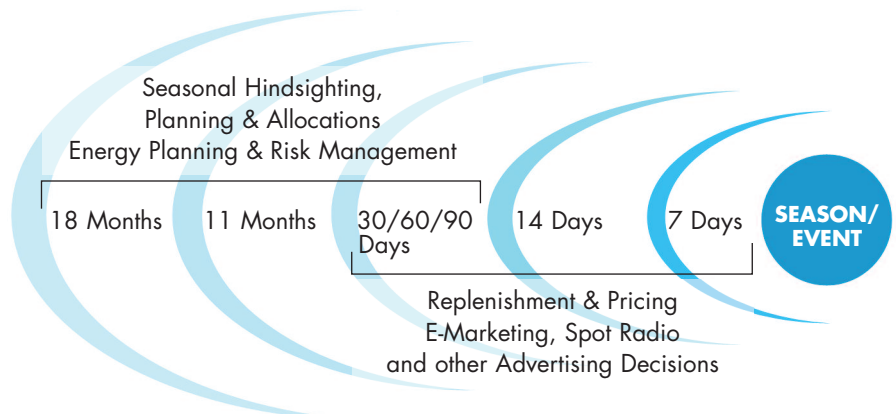 Seasonal Hindsighting,
Planning & Allocations
Energy Planning & Risk Management
18 Months
11 Months
30/60/90
Days
14 Days
7 Days
SEASON/
EVENT
Replenishment & Pricing
E-Marketing, Spot Radio
and other Advertising Decisions